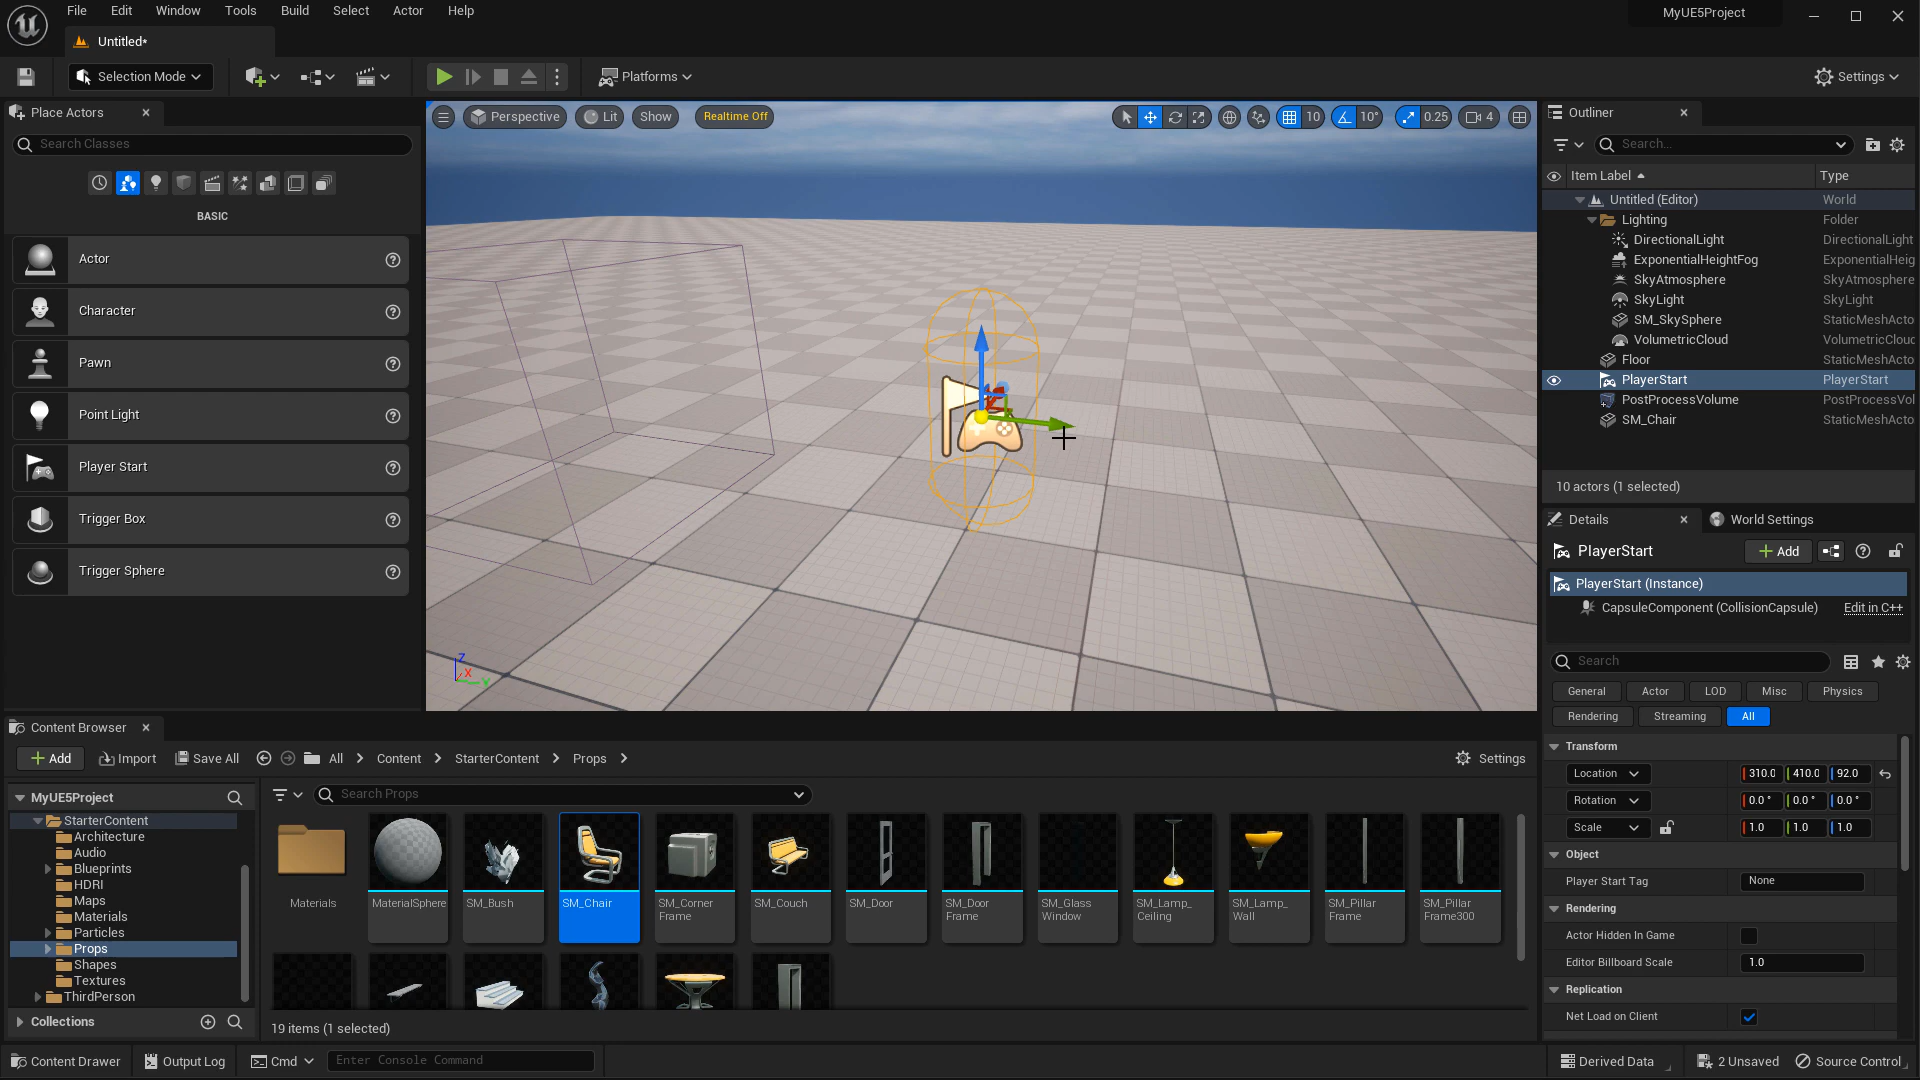 File Edit Window Tools Build Select Actor Help
MyUE5Project
Untitled*
Selection Mode
Platforms
Settings
Place Actors
Search Classes
BASIC
Actor
Character
Pawn
Point Light
Player Start
Trigger Box
Trigger Sphere
Perspective
Lit
Show
Realtime Off
10
10°
0.25
4
Z
X
Y
Outliner
Search...
Item Label
Type
Untitled (Editor) World
Lighting Folder
DirectionalLight DirectionalLight
ExponentialHeightFog ExponentialHeig
SkyAtmosphere SkyAtmosphere
SkyLight SkyLight
SM_SkySphere StaticMeshActo
VolumetricCloud VolumetricCloud
Floor StaticMeshActo
PlayerStart PlayerStart
PostProcessVolume PostProcessVol
SM_Chair StaticMeshActo
10 actors (1 selected)
Details
World Settings
PlayerStart
Add
PlayerStart (Instance)
CapsuleComponent (CollisionCapsule) Edit in C++
Search
General Actor LOD Misc Physics
Rendering Streaming All
Transform
Location 310.0 410.0 92.0
Rotation 0.0 ° 0.0 ° 0.0 °
Scale 1.0 1.0 1.0
Object
Player Start Tag None
Rendering
Actor Hidden In Game
Editor Billboard Scale 1.0
Replication
Net Load on Client
Content Browser
Add
Import
Save All
All
Content
StarterContent
Props
Settings
MyUE5Project
StarterContent
Architecture
Audio
Blueprints
HDRI
Maps
Materials
Particles
Props
Shapes
Textures
ThirdPerson
Collections
Search Props
Materials
MaterialSphere
SM_Bush
SM_Chair
SM_Corner
Frame
SM_Couch
SM_Door
SM_Door
Frame
SM_Glass
Window
SM_Lamp_
Ceiling
SM_Lamp_
Wall
SM_Pillar
Frame
SM_Pillar
Frame300
19 items (1 selected)
Content Drawer
Output Log
Cmd
Enter Console Command
Derived Data
2 Unsaved
Source Control